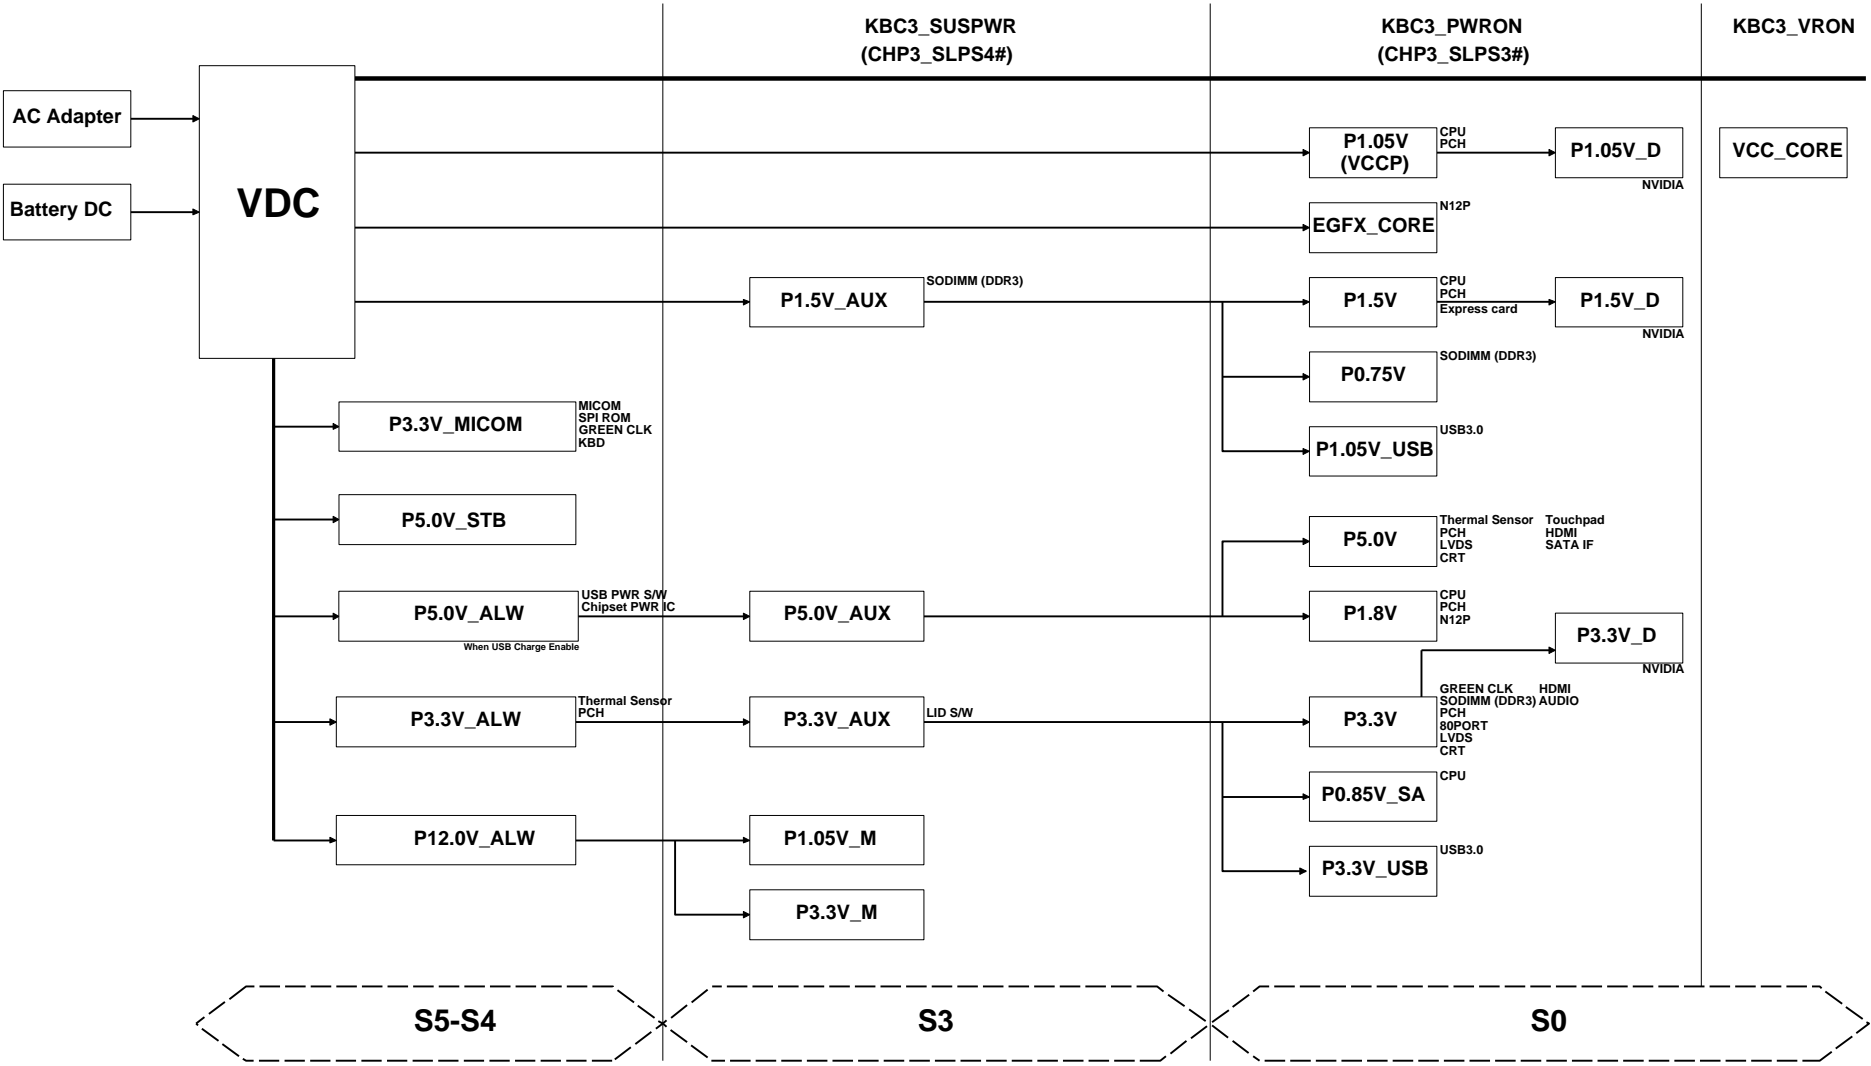 KBC3_SUSPWR
(CHP3_SLPS4#)
KBC3_PWRON
(CHP3_SLPS3#)
KBC3_VRON
AC Adapter
Battery DC
VDC
P1.05V
(VCCP)
CPU
PCH
P1.05V_D
NVIDIA
VCC_CORE
EGFX_CORE
N12P
P1.5V_AUX
SODIMM (DDR3)
P1.5V
CPU
PCH
Express card
P1.5V_D
NVIDIA
P0.75V
SODIMM (DDR3)
P3.3V_MICOM
MICOM
SPI ROM
GREEN CLK
KBD
P1.05V_USB
USB3.0
P5.0V_STB
P5.0V
Thermal Sensor Touchpad
PCH HDMI
LVDS SATA IF
CRT
P5.0V_ALW
USB PWR S/W
Chipset PWR IC
When USB Charge Enable
P5.0V_AUX
P1.8V
CPU
PCH
N12P
P3.3V_D
NVIDIA
P3.3V_ALW
Thermal Sensor
PCH
P3.3V_AUX
LID S/W
P3.3V
GREEN CLK HDMI
SODIMM (DDR3) AUDIO
PCH
80PORT
LVDS
CRT
P0.85V_SA
CPU
P12.0V_ALW
P1.05V_M
P3.3V_USB
USB3.0
P3.3V_M
S5-S4
S3
S0